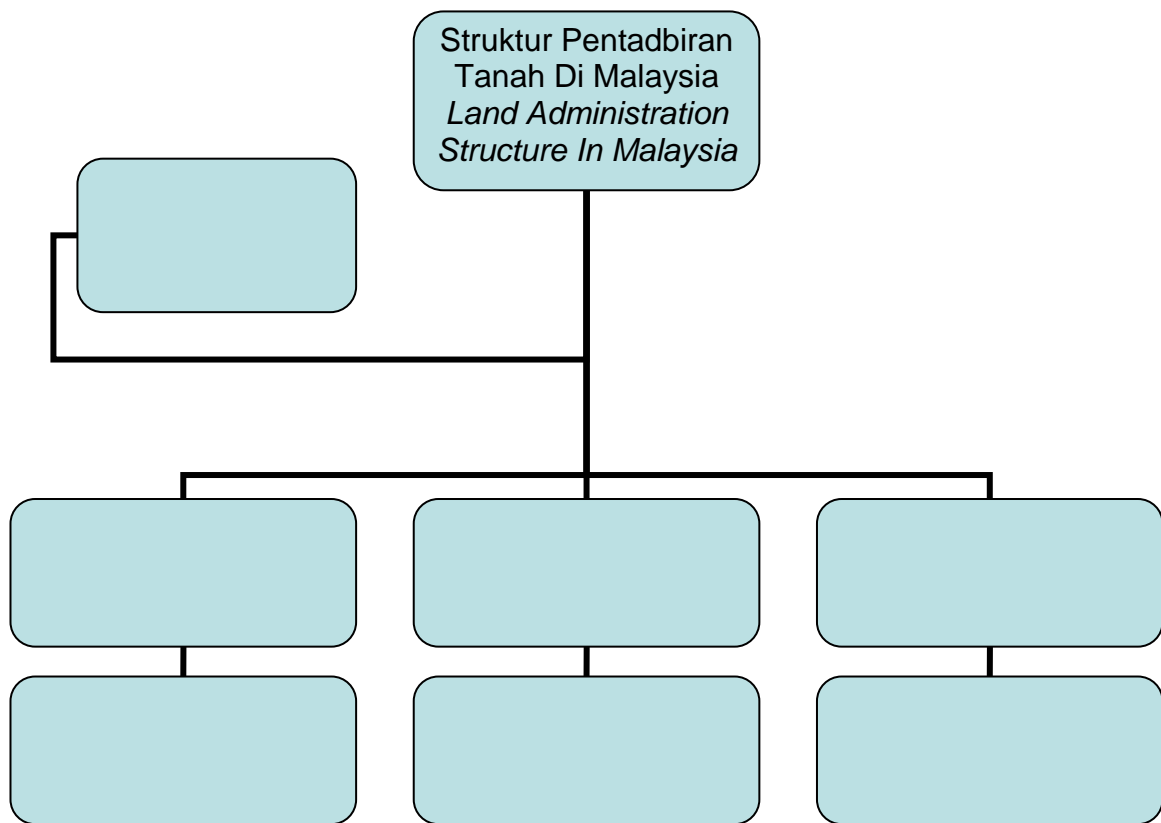 Struktur Pentadbiran
Tanah Di Malaysia
Land Administration
Structure In Malaysia